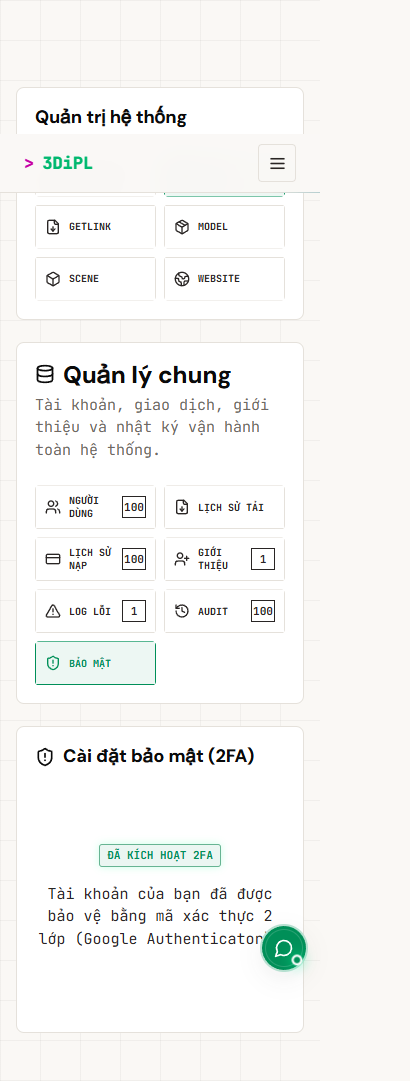 Quản trị hệ thống
> 3DiPL
GETLINK
MODEL
SCENE
WEBSITE
Quản lý chung
Tài khoản, giao dịch, giới
thiệu và nhật ký vận hành
toàn hệ thống.
NGƯỜI
DÙNG
100
LỊCH SỬ TẢI
LỊCH SỬ
NẠP
100
GIỚI
THIỆU
1
LOG LỖI
1
AUDIT
100
BẢO MẬT
Cài đặt bảo mật (2FA)
ĐÃ KÍCH HOẠT 2FA
Tài khoản của bạn đã được
bảo vệ bằng mã xác thực 2
lớp (Google Authenticator